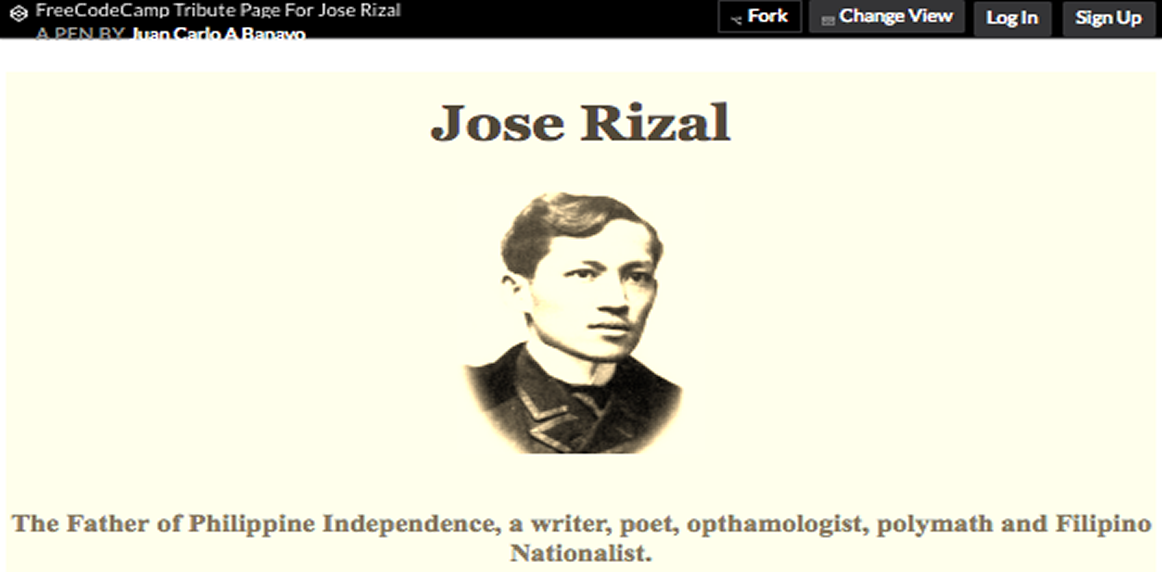 FreeCodeCamp Tribute Page For Jose Rizal
A PEN BY Juan Carlo A Banayo
Fork
Change View
Log In
Sign Up
Jose Rizal
The Father of Philippine Independence, a writer, poet, opthamologist, polymath and Filipino
Nationalist.